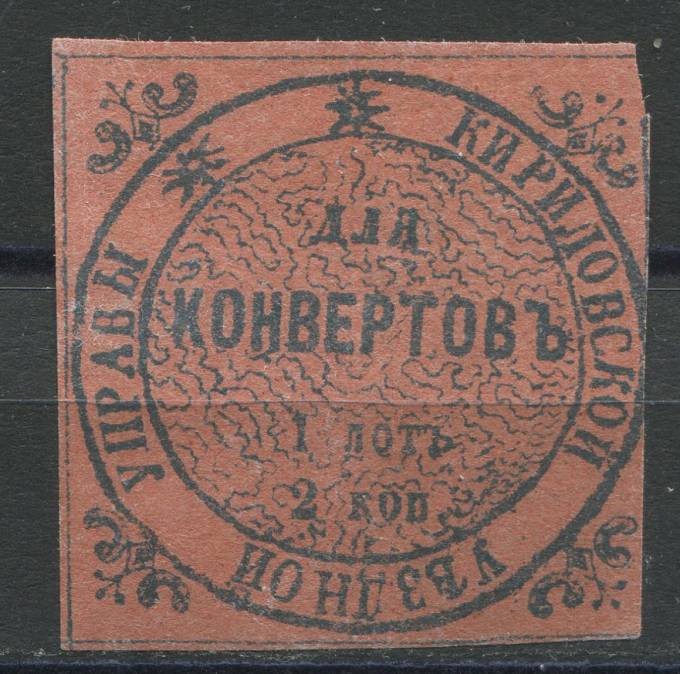 КИРИЛОВСКОЙ УѢЗДНОЙ УПРАВЫ
ДЛЯ
КОНВЕРТОВЪ
1 ЛОТЪ
2 КОП